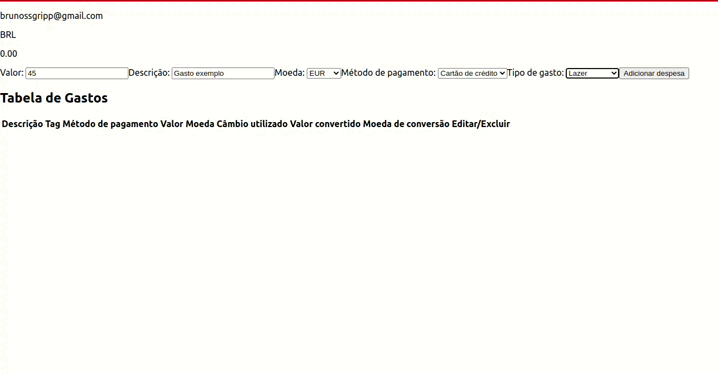 brunossgripp@gmail.com
BRL
0.00
Valor: 45 Descrição: Gasto exemplo Moeda: EUR Método de pagamento: Cartão de crédito Tipo de gasto: Lazer Adicionar despesa
Tabela de Gastos
Descrição Tag Método de pagamento Valor Moeda Câmbio utilizado Valor convertido Moeda de conversão Editar/Excluir